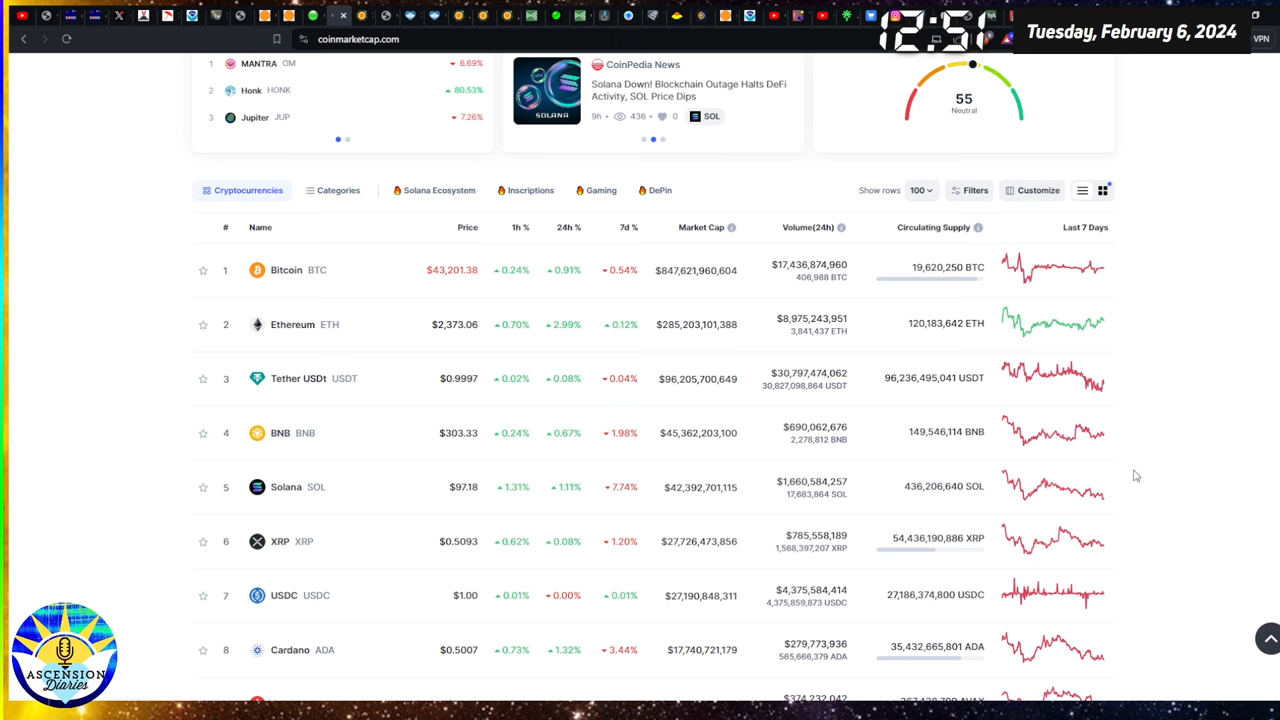 coinmarketcap.com
12:51
Tuesday, February 6, 2024
VPN
1 MANTRA OM 6.69%
2 Honk HONK 80.53%
3 Jupiter JUP 7.26%
SOLANA
CoinPedia News
Solana Down! Blockchain Outage Halts DeFi
Activity, SOL Price Dips
9h • 436 • 0 SOL
55
Neutral
Cryptocurrencies Categories Solana Ecosystem Inscriptions Gaming DePin Show rows 100 Filters Customize
# Name Price 1h % 24h % 7d % Market Cap Volume(24h) Circulating Supply Last 7 Days
1 Bitcoin BTC $43,201.38 0.24% 0.91% 0.54% $847,621,960,604 $17,436,874,960 19,620,250 BTC
406,988 BTC
2 Ethereum ETH $2,373.06 0.70% 2.99% 0.12% $285,203,101,388 $8,975,243,951 120,183,642 ETH
3,841,437 ETH
3 Tether USDt USDT $0.9997 0.02% 0.08% 0.04% $96,205,700,649 $30,797,474,062 96,236,495,041 USDT
30,827,098,864 USDT
4 BNB BNB $303.33 0.24% 0.67% 1.98% $45,362,203,100 $690,062,676 149,546,114 BNB
2,278,812 BNB
5 Solana SOL $97.18 1.31% 1.11% 7.74% $42,392,701,115 $1,660,584,257 436,206,640 SOL
17,683,864 SOL
6 XRP XRP $0.5093 0.62% 0.08% 1.20% $27,726,473,856 $785,558,189 54,436,190,886 XRP
1,568,397,207 XRP
7 USDC USDC $1.00 0.01% 0.00% 0.01% $27,190,848,311 $4,375,584,414 27,186,374,800 USDC
4,375,859,873 USDC
8 Cardano ADA $0.5007 0.73% 1.32% 3.44% $17,740,721,179 $279,773,936 35,432,665,801 ADA
565,666,379 ADA
ASCENSION
Diaries